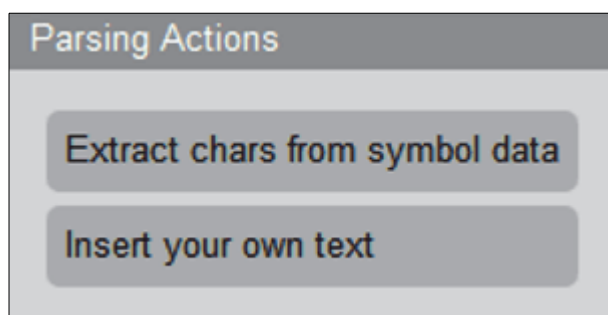 Parsing Actions
Extract chars from symbol data
Insert your own text